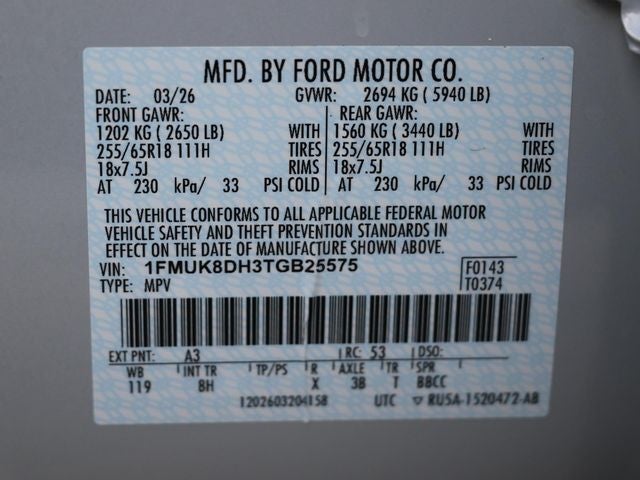 MFD. BY FORD MOTOR CO.
DATE: 03/26 GVWR: 2694 KG ( 5940 LB)
FRONT GAWR: REAR GAWR:
1202 KG ( 2650 LB) WITH 1560 KG ( 3440 LB) WITH
255/65R18 111H TIRES 255/65R18 111H TIRES
18x7.5J RIMS 18x7.5J RIMS
AT 230 kPa/ 33 PSI COLD AT 230 kPa/ 33 PSI COLD
THIS VEHICLE CONFORMS TO ALL APPLICABLE FEDERAL MOTOR
VEHICLE SAFETY AND THEFT PREVENTION STANDARDS IN
EFFECT ON THE DATE OF MANUFACTURE SHOWN ABOVE.
VIN: 1FMUK8DH3TGB25575 F0143
TYPE: MPV T0374
EXT PNT: A3 RC: 53 DSO:
WB INT TR TP/PS R AXLE TR SPR
119 8H X 3B T BBCC
1202603204158 UTC ▽ RU5A-1520472-AB